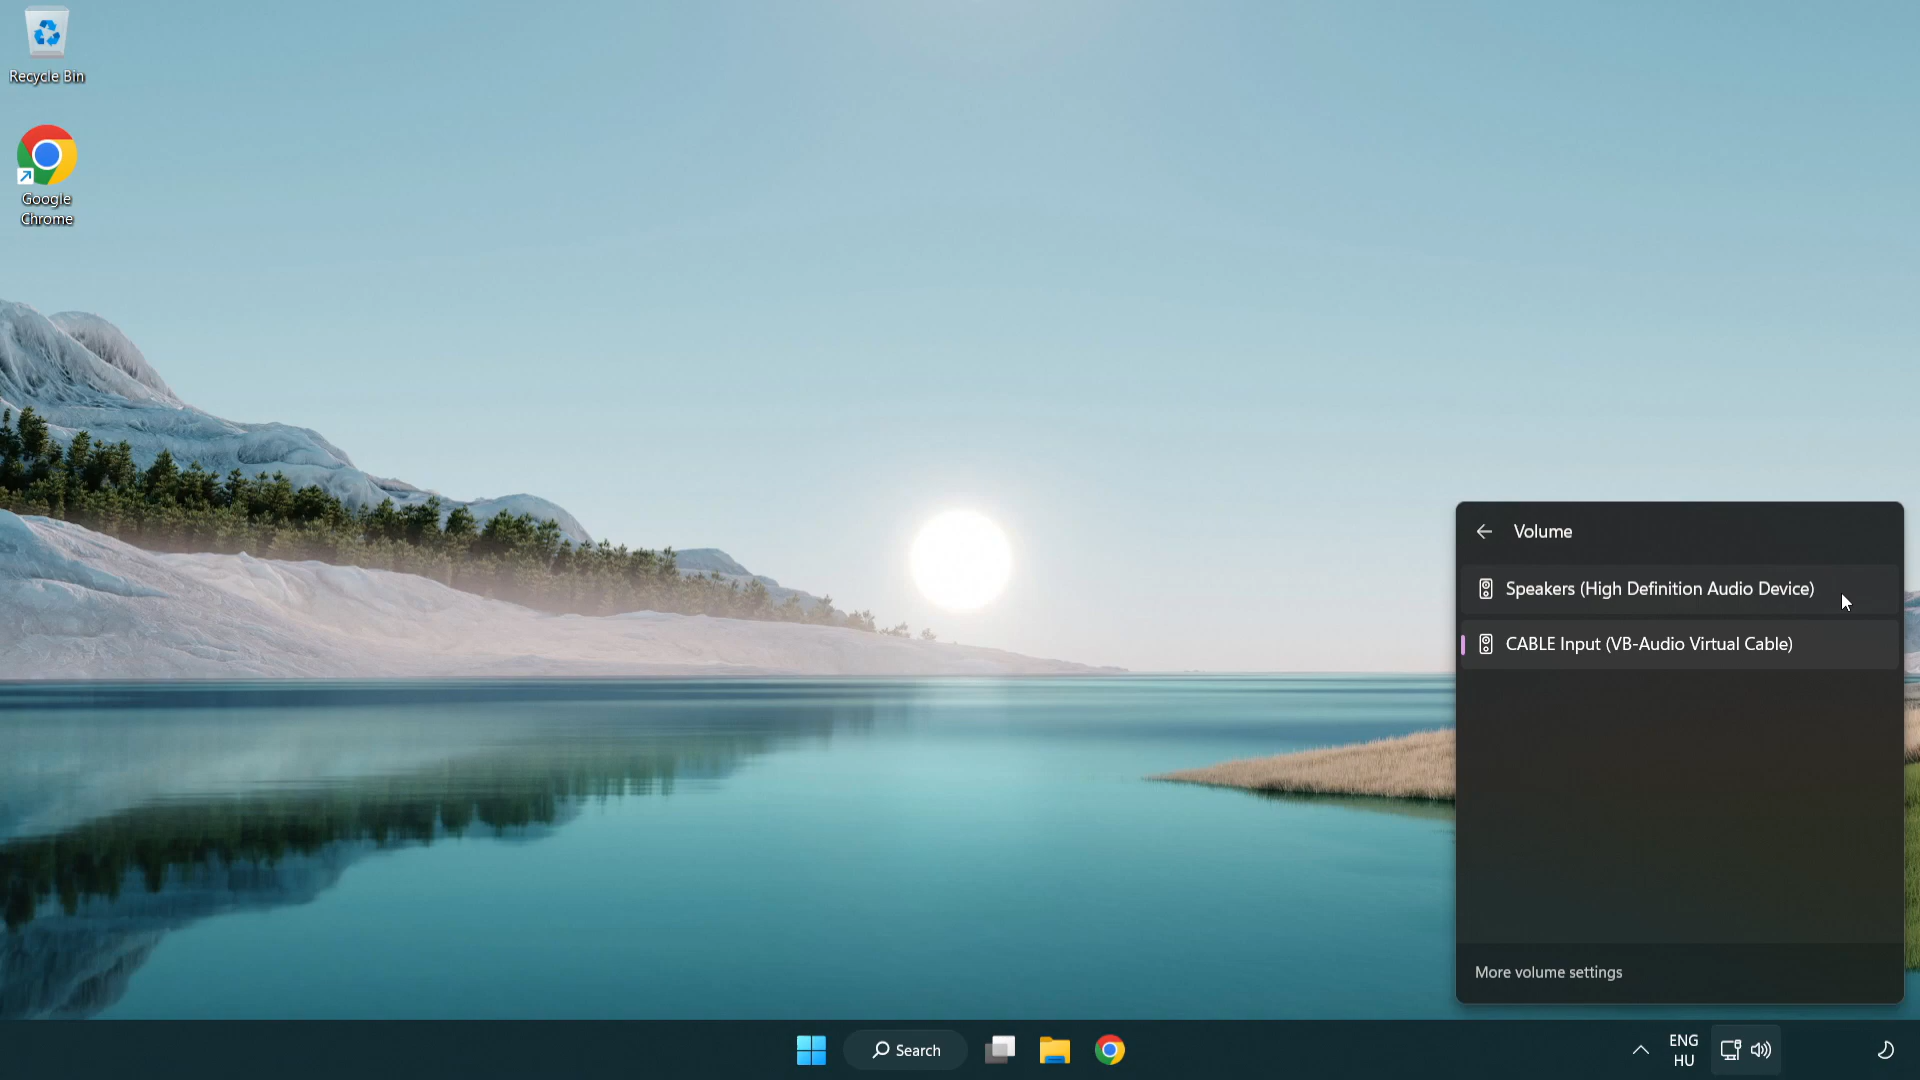 Recycle Bin
Google
Chrome
Volume
Speakers (High Definition Audio Device)
CABLE Input (VB-Audio Virtual Cable)
More volume settings
Search
ENG
HU